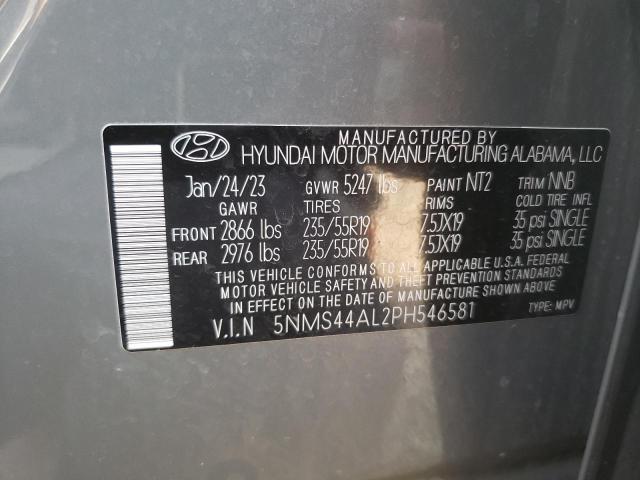 MANUFACTURED BY
HYUNDAI MOTOR MANUFACTURING ALABAMA, LLC
Jan/24/23 GVWR 5247 lbs PAINT NT2 TRIM NNB
GAWR TIRES RIMS COLD TIRE INFL
FRONT 2866 lbs 235/55R19 7.5JX19 35 psi SINGLE
REAR 2976 lbs 235/55R19 7.5JX19 35 psi SINGLE
THIS VEHICLE CONFORMS TO ALL APPLICABLE U.S.A. FEDERAL
MOTOR VEHICLE SAFETY AND THEFT PREVENTION STANDARDS
IN EFFECT ON THE DATE OF MANUFACTURE SHOWN ABOVE
V.I.N 5NMS44AL2PH546581 TYPE: MPV